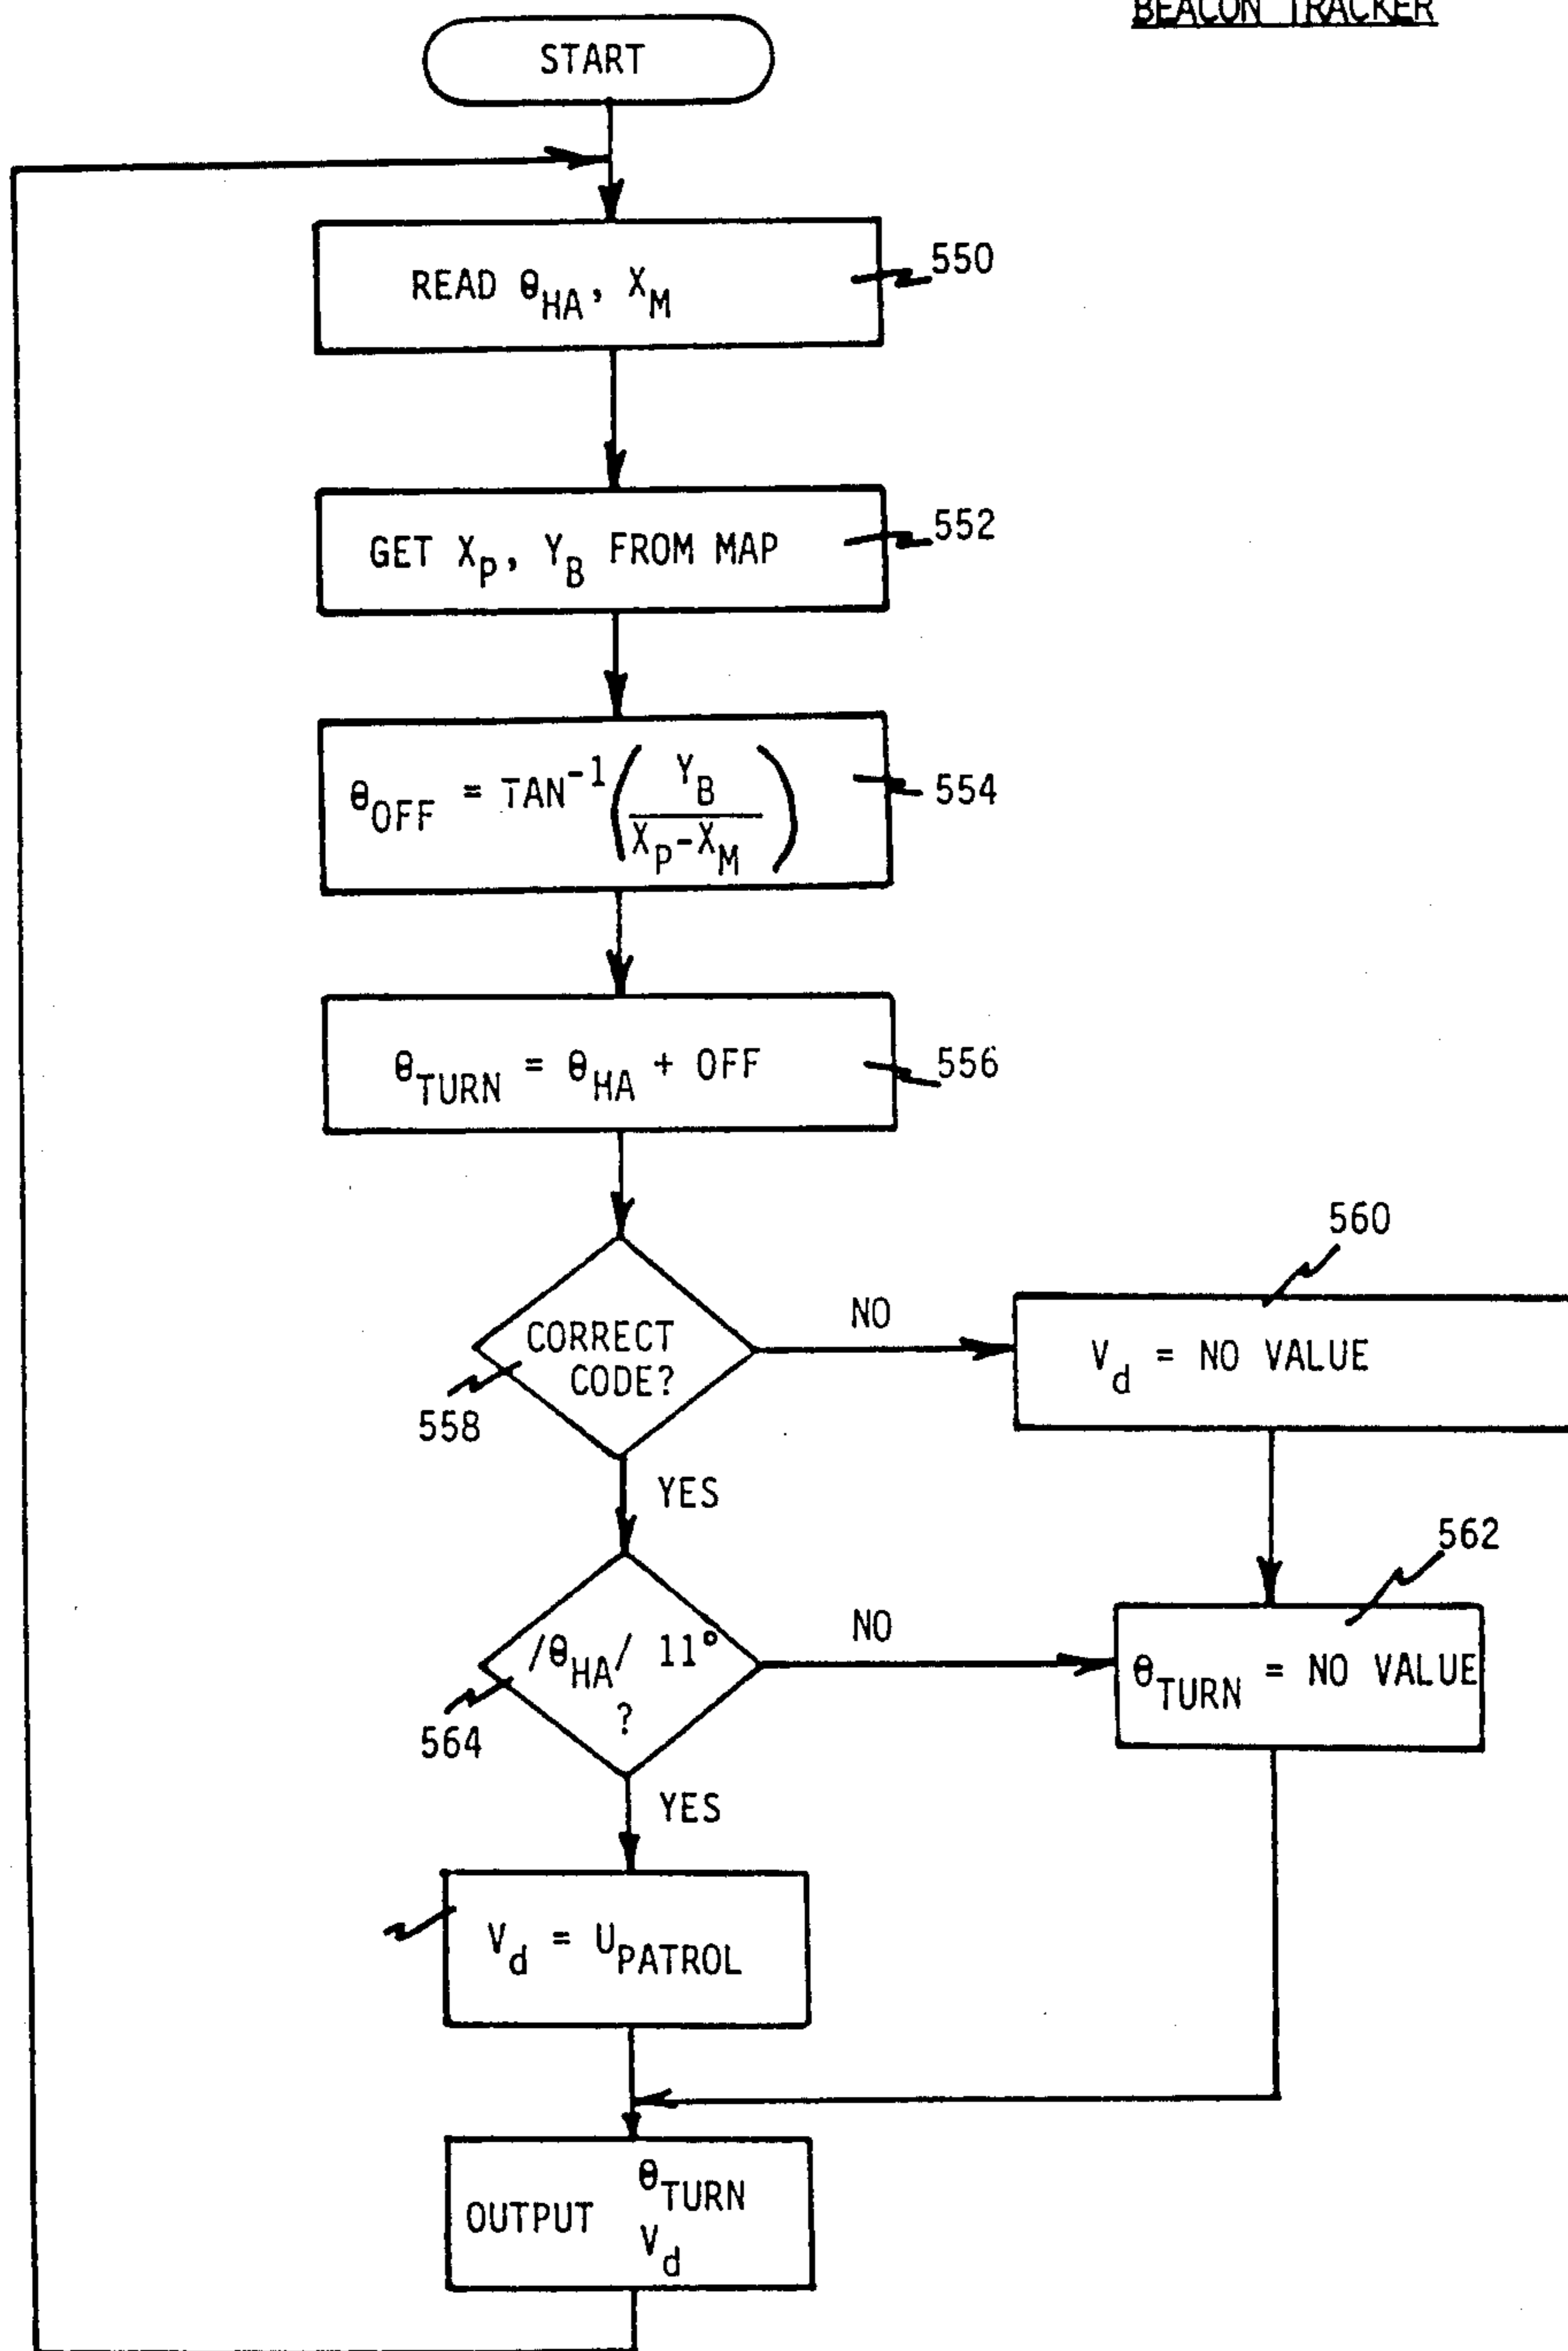 BEACON TRACKER
START
READ θHA, XM
550
GET XP, YB FROM MAP
552
θOFF = TAN-1 ( YB
XP-XM )
554
θTURN = θHA + OFF
556
CORRECT
CODE?
558
NO
560
Vd = NO VALUE
YES
562
/θHA/ 11°
?
564
NO
θTURN = NO VALUE
YES
Vd = UPATROL
OUTPUT θTURN
Vd